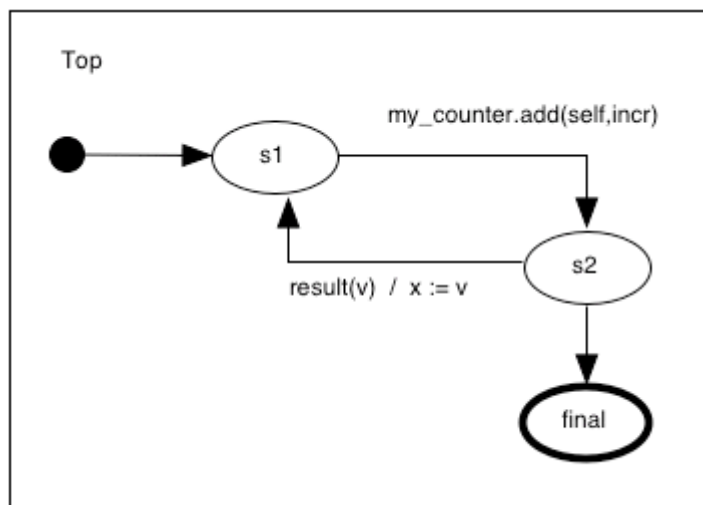 Top
my_counter.add(self,incr)
s1
s2
result(v) / x := v
final